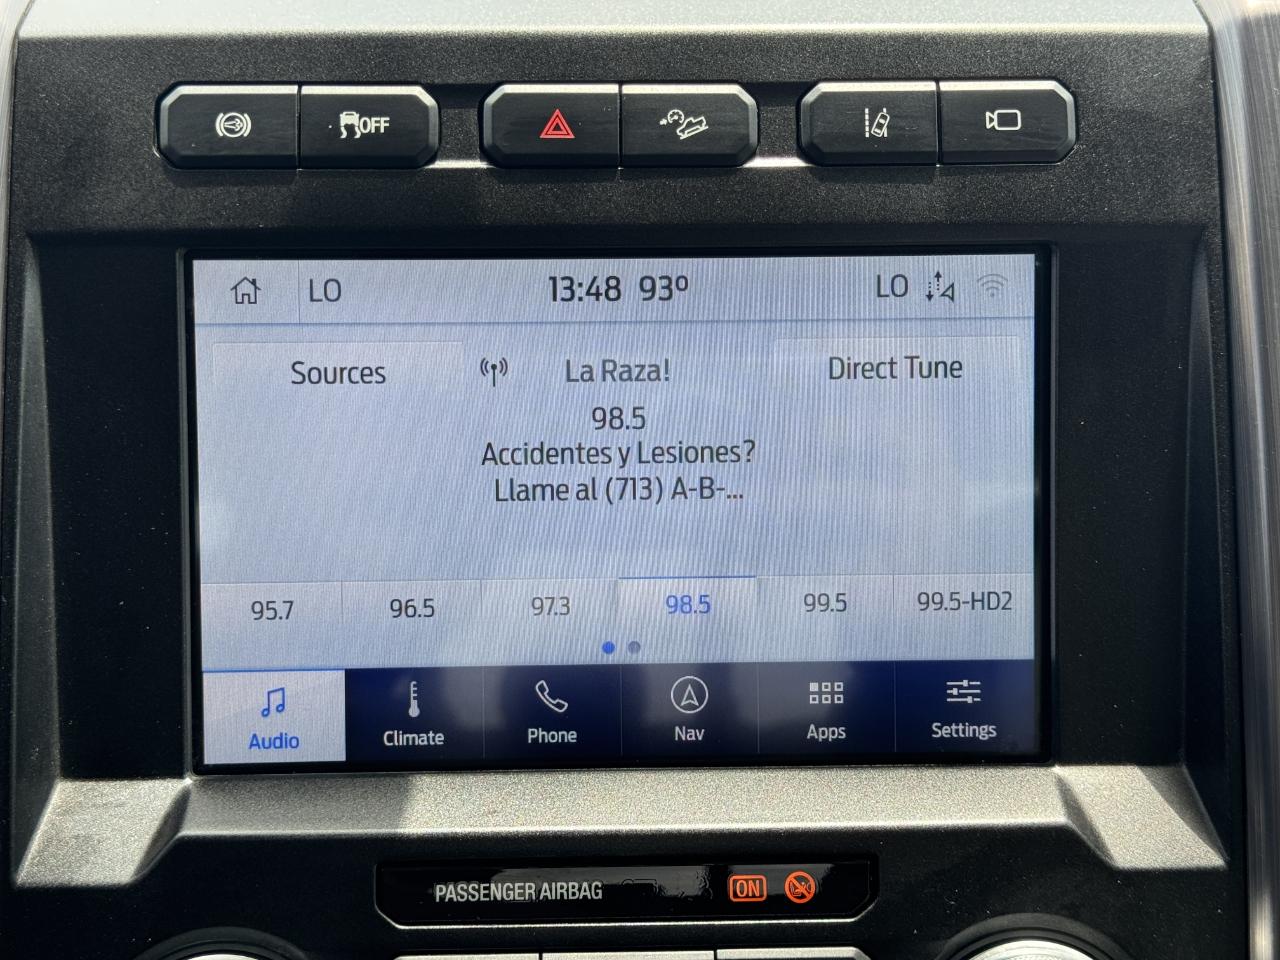 OFF
LO 13:48 93º LO
Sources La Raza! Direct Tune
98.5
Accidentes y Lesiones?
Llame al (713) A-B-...
95.7 96.5 97.3 98.5 99.5 99.5-HD2
Audio Climate Phone Nav Apps Settings
PASSENGER AIRBAG ON